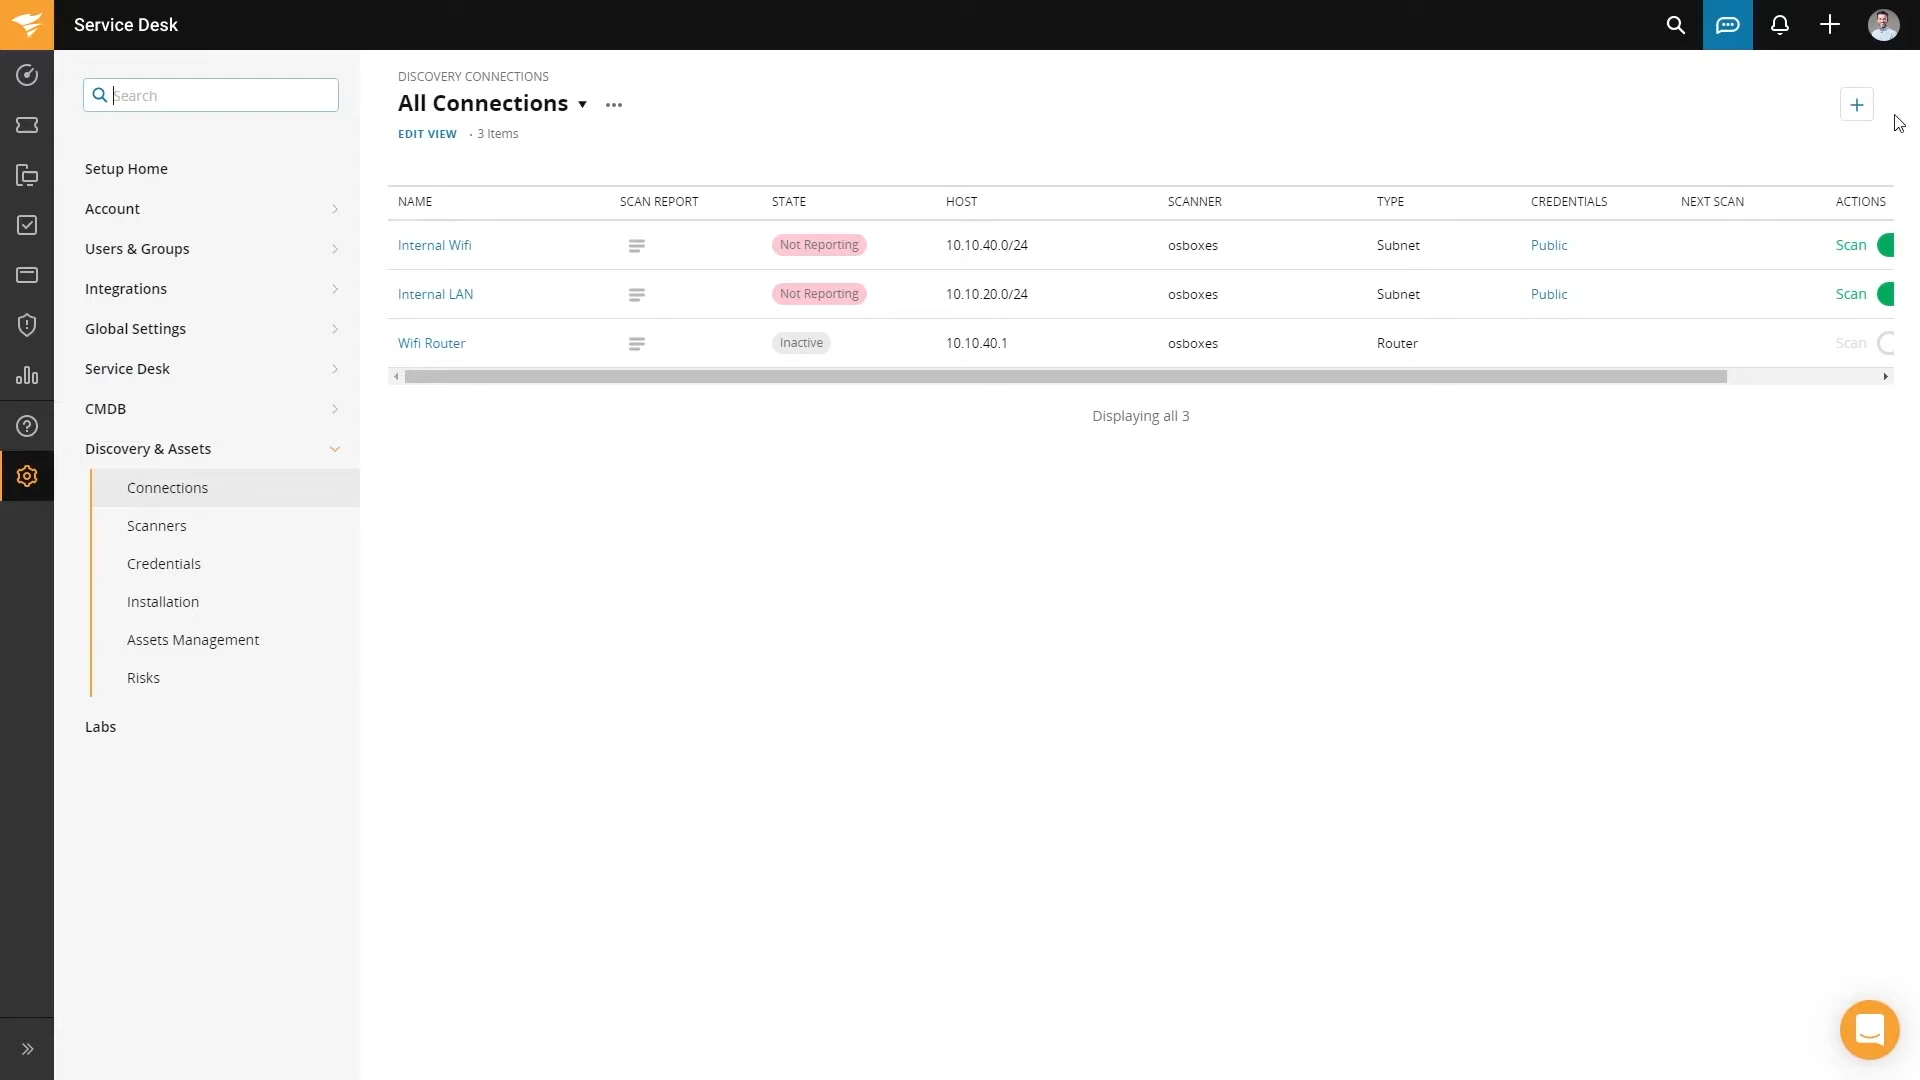 Service Desk
Search
Setup Home
Account
Users & Groups
Integrations
Global Settings
Service Desk
CMDB
Discovery & Assets
Connections
Scanners
Credentials
Installation
Assets Management
Risks
Labs
DISCOVERY CONNECTIONS
All Connections
EDIT VIEW · 3 Items
NAME SCAN REPORT STATE HOST SCANNER TYPE CREDENTIALS NEXT SCAN ACTIONS
Internal Wifi Not Reporting 10.10.40.0/24 osboxes Subnet Public Scan
Internal LAN Not Reporting 10.10.20.0/24 osboxes Subnet Public Scan
Wifi Router Inactive 10.10.40.1 osboxes Router Scan
Displaying all 3